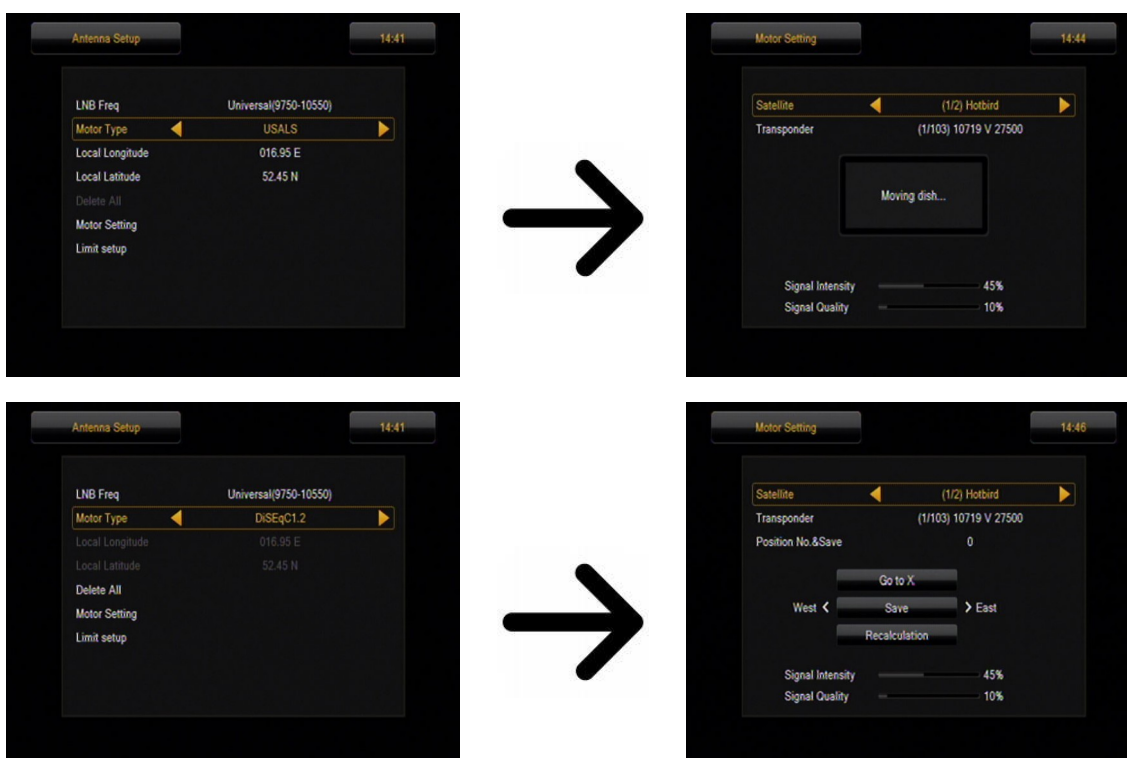 Antenna Setup 14:41
LNB Freq Universal(9750-10550)
Motor Type USALS
Local Longitude 016.95 E
Local Latitude 52.45 N
Delete All
Motor Setting
Limit setup
Motor Setting 14:44
Satellite (1/2) Hotbird
Transponder (1/103) 10719 V 27500
Moving dish...
Signal Intensity 45%
Signal Quality 10%
Antenna Setup 14:41
LNB Freq Universal(9750-10550)
Motor Type DiSEqC1.2
Local Longitude 016.95 E
Local Latitude 52.45 N
Delete All
Motor Setting
Limit setup
Motor Setting 14:46
Satellite (1/2) Hotbird
Transponder (1/103) 10719 V 27500
Position No.&Save 0
Go to X
West < Save > East
Recalculation
Signal Intensity 45%
Signal Quality 10%